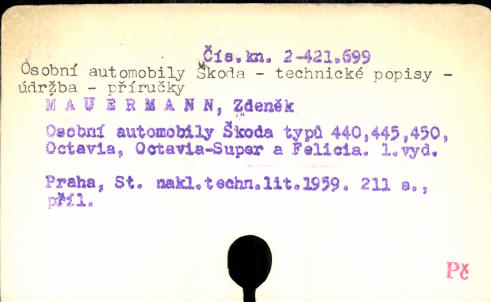 Čís.kn. 2-421.699
Osobní automobily Škoda - technické popisy -
údržba - příručky
M A U E R M A N N, Zdeněk
Osobní automobily Škoda typů 440,445,450,
Octavia, Octavia-Super a Felicia. 1.vyd.
Praha, St. nakl.techn.lit.1959. 211 s.,
příl.
Pč